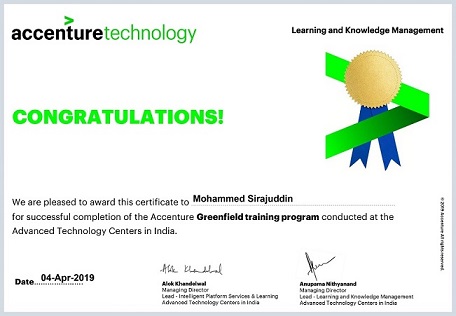 accenturetechnology
Learning and Knowledge Management
CONGRATULATIONS!
We are pleased to award this certificate to Mohammed Sirajuddin
for successful completion of the Accenture Greenfield training program conducted at the
Advanced Technology Centers in India.
Date 04-Apr-2019
Alok Khandelwal
Alok Khandelwal
Managing Director
Lead - Intelligent Platform Services & Learning
Advanced Technology Centers in India
Anupama Nithyanand
Managing Director
Lead - Learning and Knowledge Management
Advanced Technology Centers in India
© 2019 Accenture. All rights reserved.